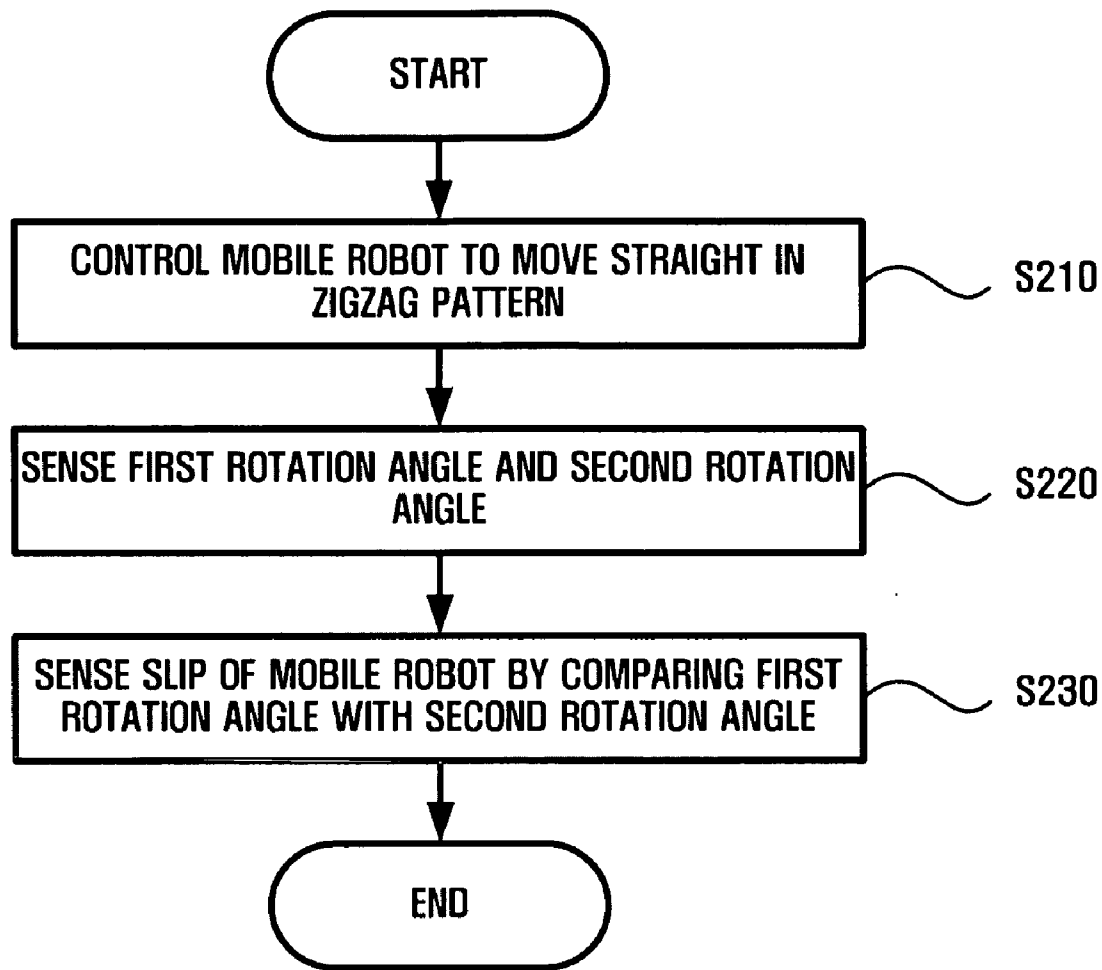 START
CONTROL MOBILE ROBOT TO MOVE STRAIGHT IN
ZIGZAG PATTERN
S210
SENSE FIRST ROTATION ANGLE AND SECOND ROTATION
ANGLE
S220
SENSE SLIP OF MOBILE ROBOT BY COMPARING FIRST
ROTATION ANGLE WITH SECOND ROTATION ANGLE
S230
END